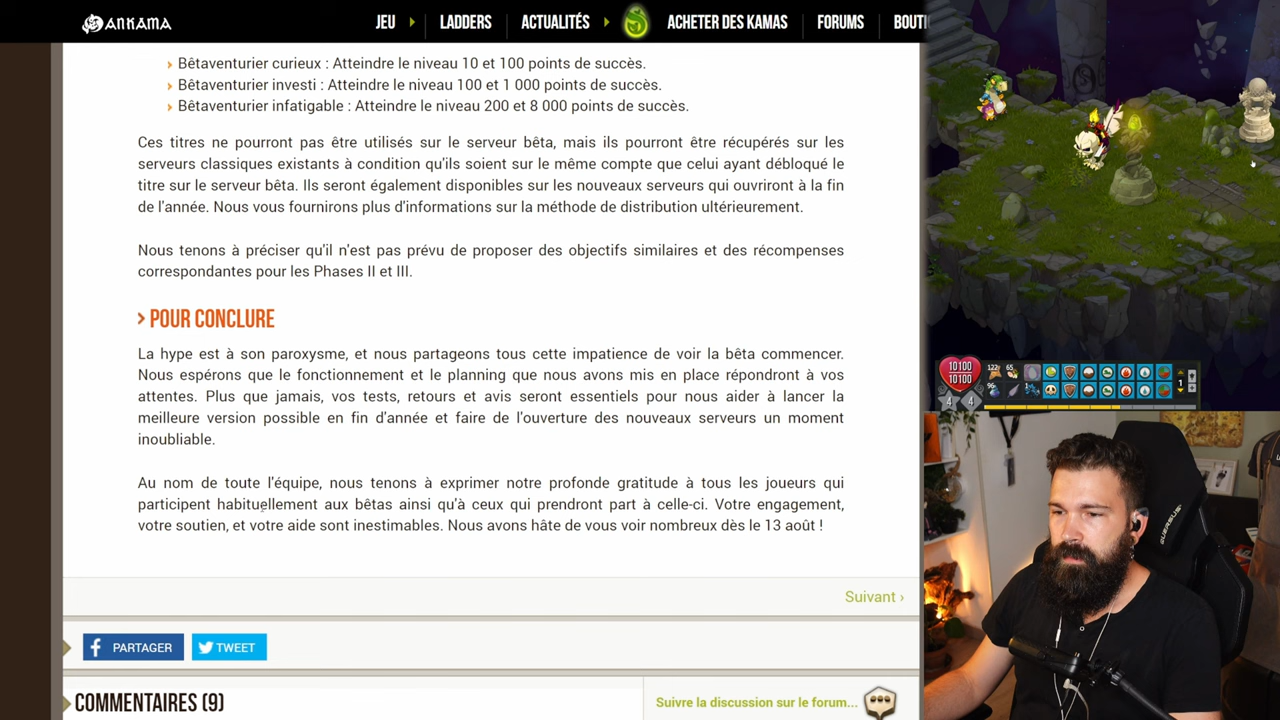 ANKAMA
JEU
LADDERS
ACTUALITÉS
ACHETER DES KAMAS
FORUMS
BOUTI
Bêtaventurier curieux : Atteindre le niveau 10 et 100 points de succès.
Bêtaventurier investi : Atteindre le niveau 100 et 1 000 points de succès.
Bêtaventurier infatigable : Atteindre le niveau 200 et 8 000 points de succès.
Ces titres ne pourront pas être utilisés sur le serveur bêta, mais ils pourront être récupérés sur les
serveurs classiques existants à condition qu'ils soient sur le même compte que celui ayant débloqué le
titre sur le serveur bêta. Ils seront également disponibles sur les nouveaux serveurs qui ouvriront à la fin
de l'année. Nous vous fournirons plus d'informations sur la méthode de distribution ultérieurement.
Nous tenons à préciser qu'il n'est pas prévu de proposer des objectifs similaires et des récompenses
correspondantes pour les Phases II et III.
> POUR CONCLURE
La hype est à son paroxysme, et nous partageons tous cette impatience de voir la bêta commencer.
Nous espérons que le fonctionnement et le planning que nous avons mis en place répondront à vos
attentes. Plus que jamais, vos tests, retours et avis seront essentiels pour nous aider à lancer la
meilleure version possible en fin d'année et faire de l'ouverture des nouveaux serveurs un moment
inoubliable.
Au nom de toute l'équipe, nous tenons à exprimer notre profonde gratitude à tous les joueurs qui
participent habituellement aux bêtas ainsi qu'à ceux qui prendront part à celle-ci. Votre engagement,
votre soutien, et votre aide sont inestimables. Nous avons hâte de vous voir nombreux dès le 13 août !
Suivant ›
PARTAGER
TWEET
COMMENTAIRES (9)
Suivre la discussion sur le forum...
10100
10100
4
4
122
65
96
1